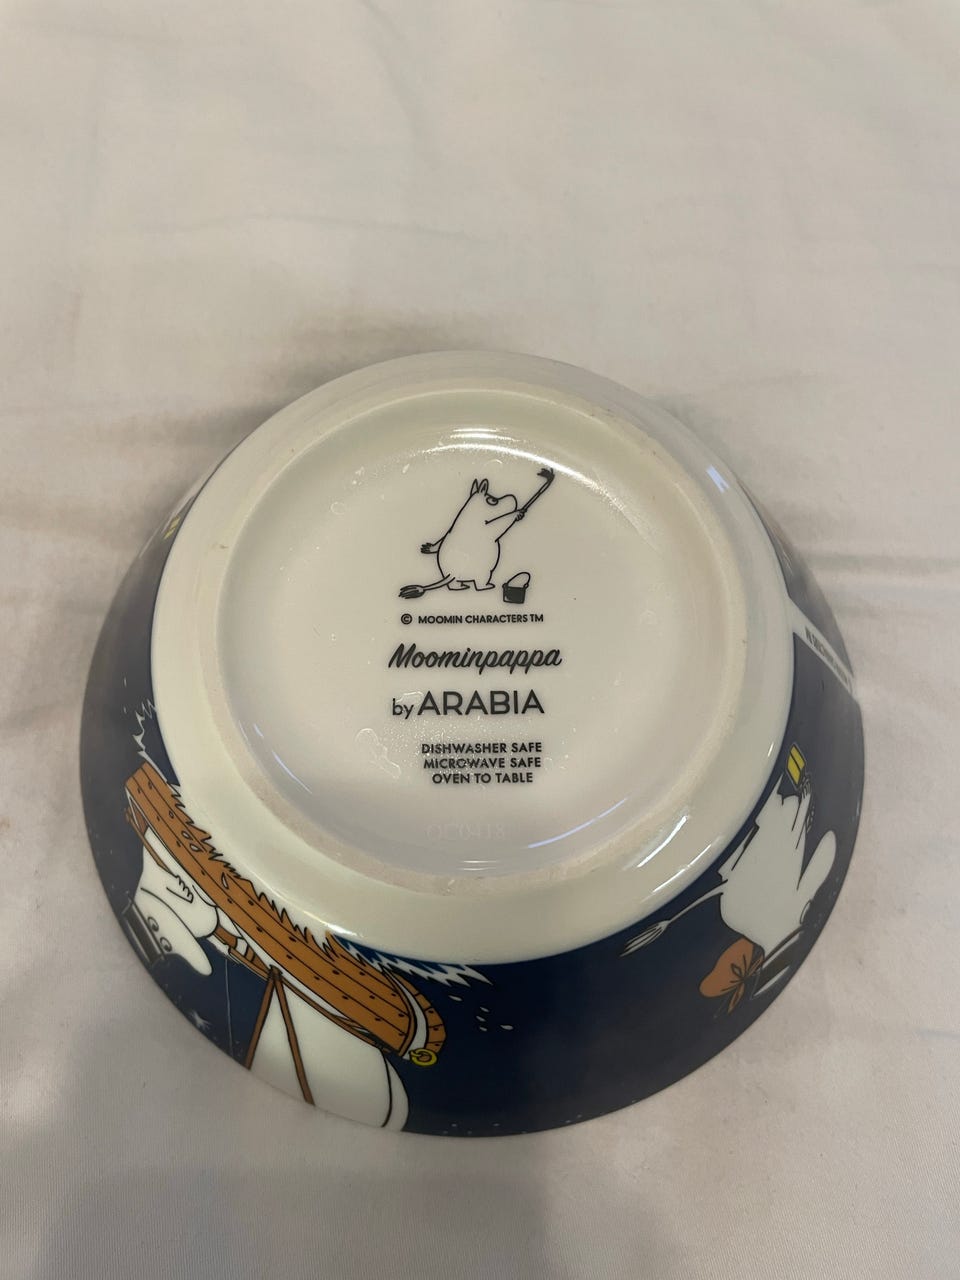 © MOOMIN CHARACTERS TM
Moominpappa
by ARABIA
DISHWASHER SAFE
MICROWAVE SAFE
OVEN TO TABLE